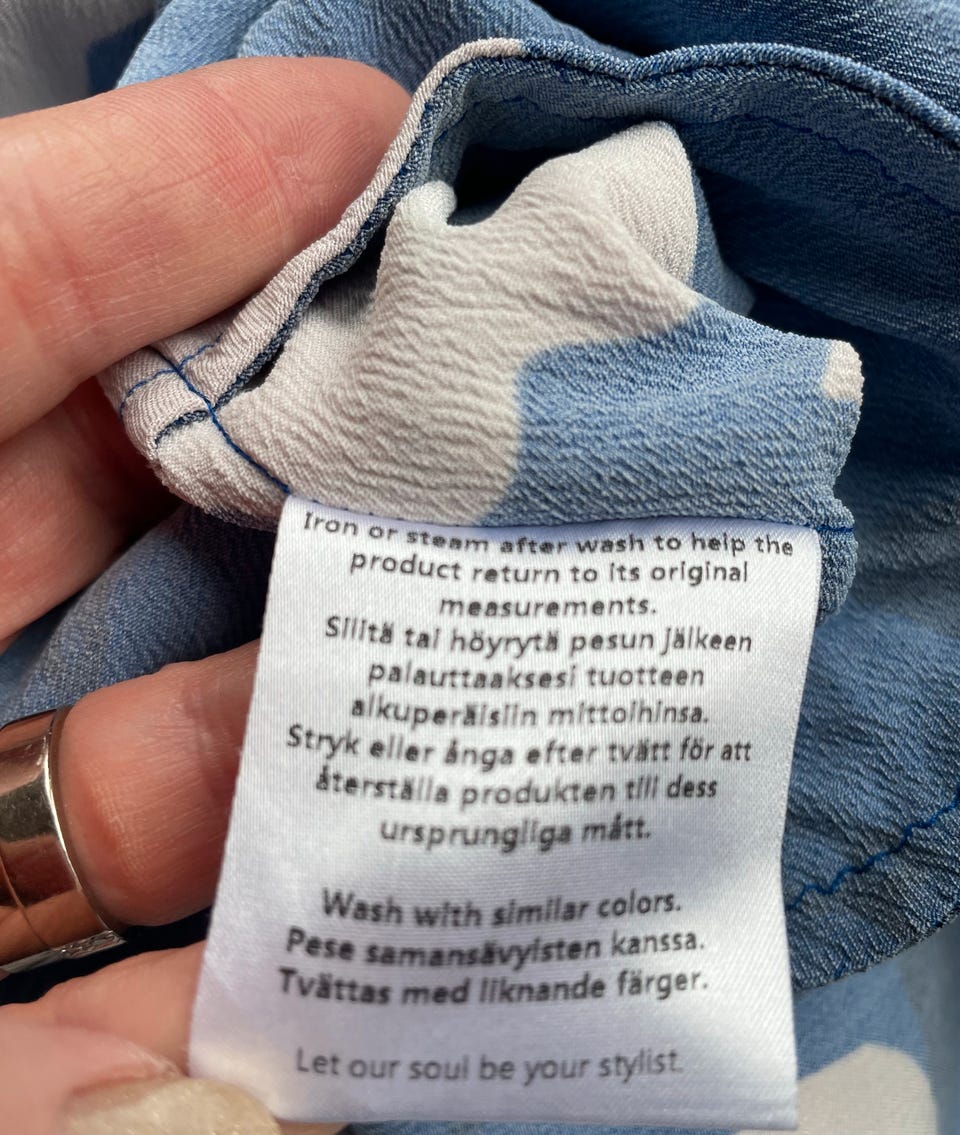 Iron or steam after wash to help the
product return to its original
measurements.
Silitä tai höyrytä pesun jälkeen
palauttaaksesi tuotteen
alkuperäisiin mittoihinsa.
Stryk eller ånga efter tvätt för att
återställa produkten till dess
ursprungliga mått.
Wash with similar colors.
Pese samansävyisten kanssa.
Tvättas med liknande färger.
Let our soul be your stylist.